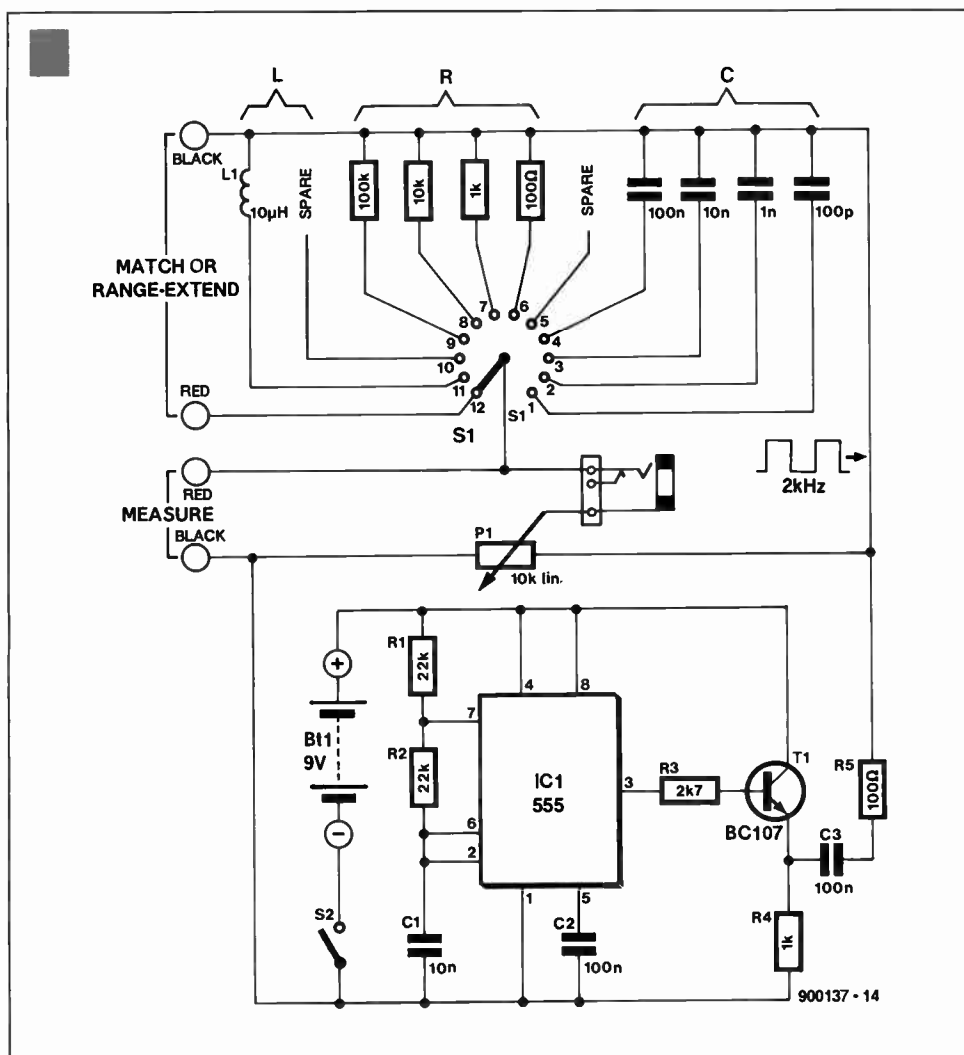 L R C
BLACK
L1
10µH
SPARE
100k
10k
1k
100Ω
SPARE
100n
10n
1n
100p
MATCH OR
RANGE-EXTEND
7 6
8 5
9 4
10 3
11 2
12 1
RED
S1
S1
RED
MEASURE
BLACK
2kHz
P1
10k lin.
R1
22k
4 8
+
7
Bt1
9V
R2
22k
IC1
555
3
R3
2k7
T1
BC107
R5
100Ω
6
2
−
C3
100n
1 5
S2
C1
10n
C2
100n
R4
1k
900137 - 14